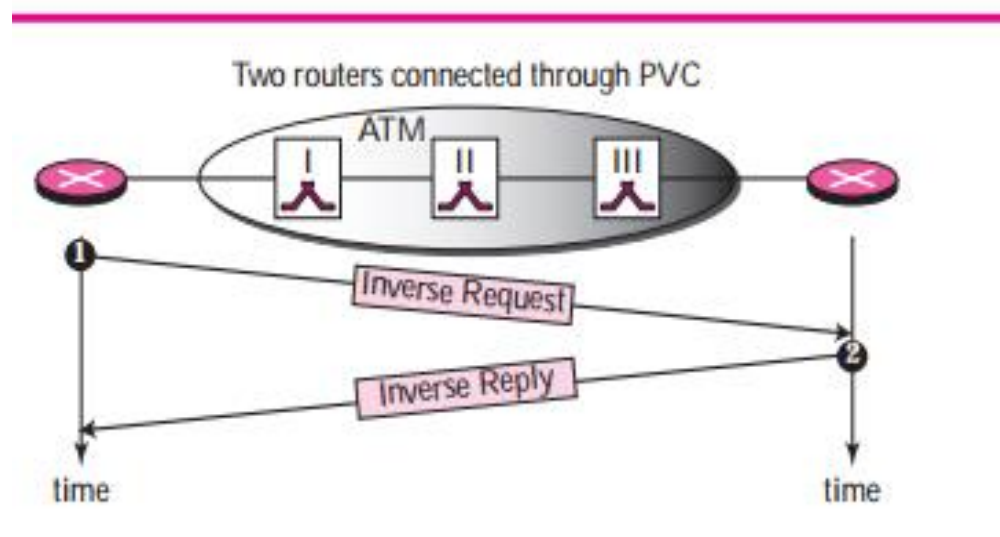 Two routers connected through PVC
ATM
I
II
III
1
Inverse Request
2
Inverse Reply
time
time